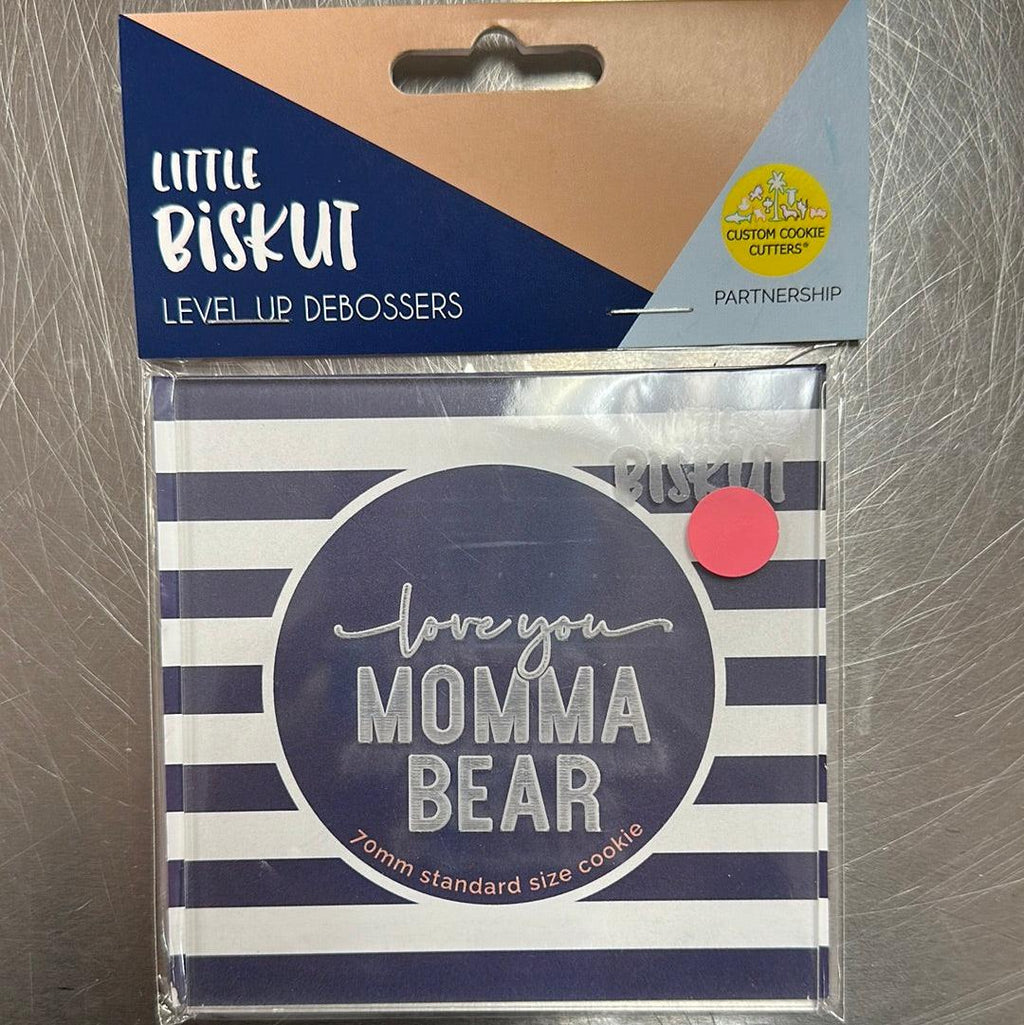 LITTLE
BiSKUT
LEVEL UP DEBOSSERS
CUSTOM COOKIE
CUTTERS®
PARTNERSHIP
BISKUT
love you
MOMMA
BEAR
70mm standard size cookie